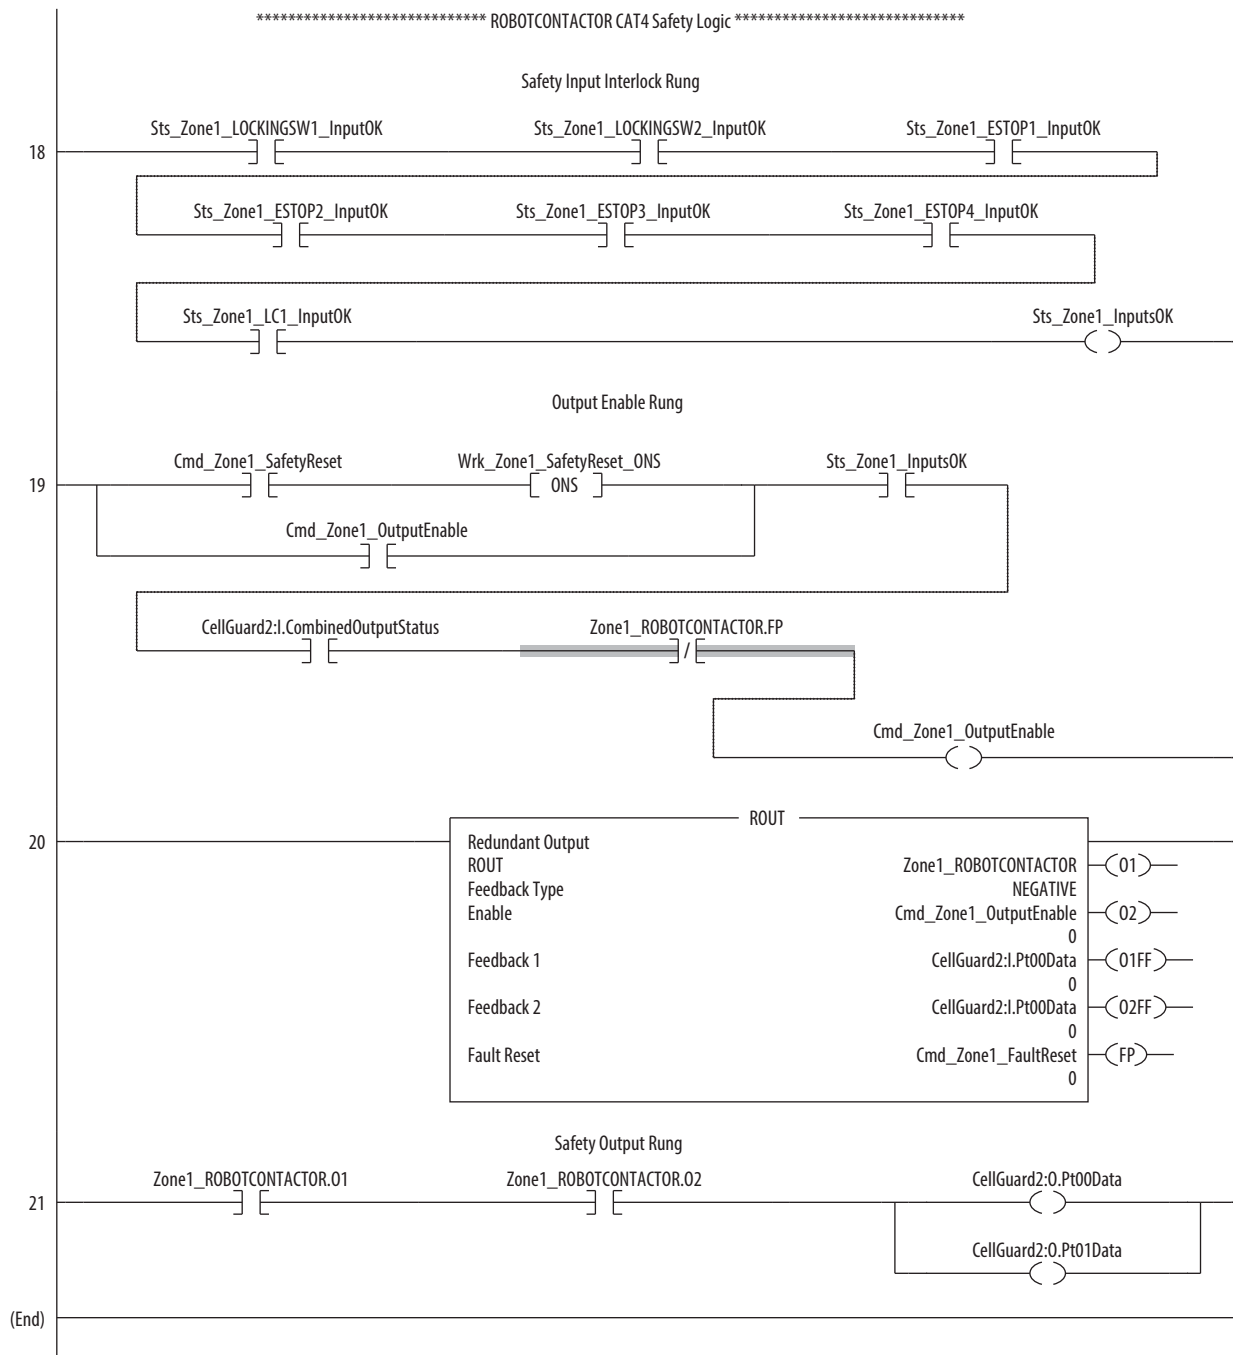 ***************************** ROBOTCONTACTOR CAT4 Safety Logic *****************************
Safety Input Interlock Rung
Sts_Zone1_LOCKINGSW1_InputOK Sts_Zone1_LOCKINGSW2_InputOK Sts_Zone1_ESTOP1_InputOK
18
Sts_Zone1_ESTOP2_InputOK Sts_Zone1_ESTOP3_InputOK Sts_Zone1_ESTOP4_InputOK
Sts_Zone1_LC1_InputOK Sts_Zone1_InputsOK
Output Enable Rung
Cmd_Zone1_SafetyReset Wrk_Zone1_SafetyReset_ONS Sts_Zone1_InputsOK
19 ONS
Cmd_Zone1_OutputEnable
CellGuard2:I.CombinedOutputStatus Zone1_ROBOTCONTACTOR.FP
/
Cmd_Zone1_OutputEnable
ROUT
20 Redundant Output
ROUT Zone1_ROBOTCONTACTOR O1
Feedback Type NEGATIVE
Enable Cmd_Zone1_OutputEnable O2
0
Feedback 1 CellGuard2:I.Pt00Data O1FF
0
Feedback 2 CellGuard2:I.Pt00Data O2FF
0
Fault Reset Cmd_Zone1_FaultReset FP
0
Safety Output Rung
Zone1_ROBOTCONTACTOR.O1 Zone1_ROBOTCONTACTOR.O2 CellGuard2:O.Pt00Data
21
CellGuard2:O.Pt01Data
(End)